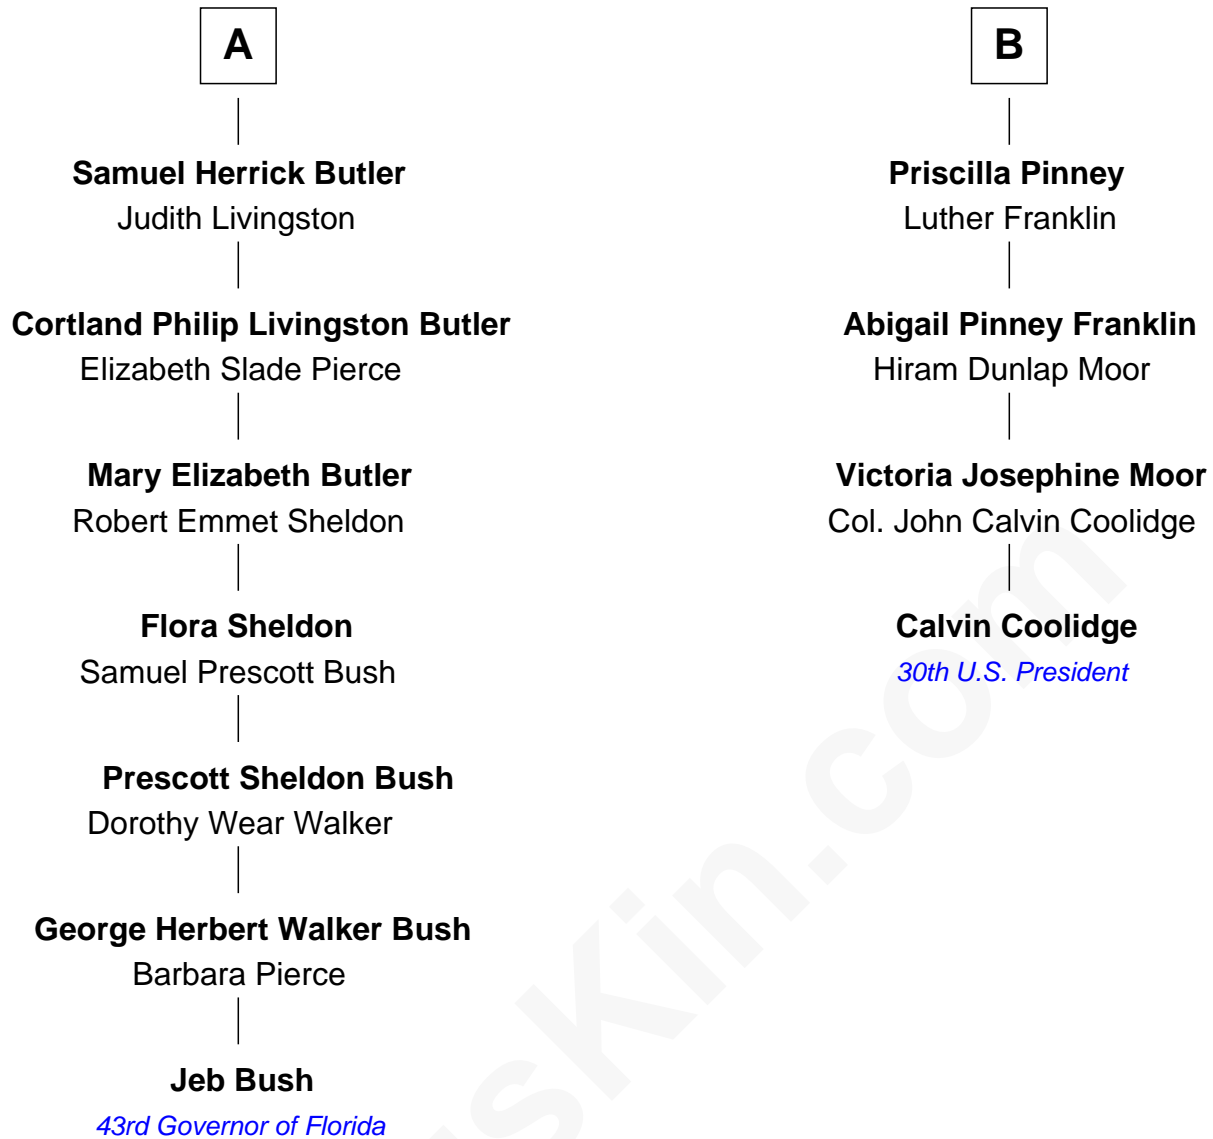 A
Samuel Herrick Butler
Judith Livingston
Cortland Philip Livingston Butler
Elizabeth Slade Pierce
Mary Elizabeth Butler
Robert Emmet Sheldon
Flora Sheldon
Samuel Prescott Bush
Prescott Sheldon Bush
Dorothy Wear Walker
George Herbert Walker Bush
Barbara Pierce
Jeb Bush
43rd Governor of Florida
B
Priscilla Pinney
Luther Franklin
Abigail Pinney Franklin
Hiram Dunlap Moor
Victoria Josephine Moor
Col. John Calvin Coolidge
Calvin Coolidge
30th U.S. President